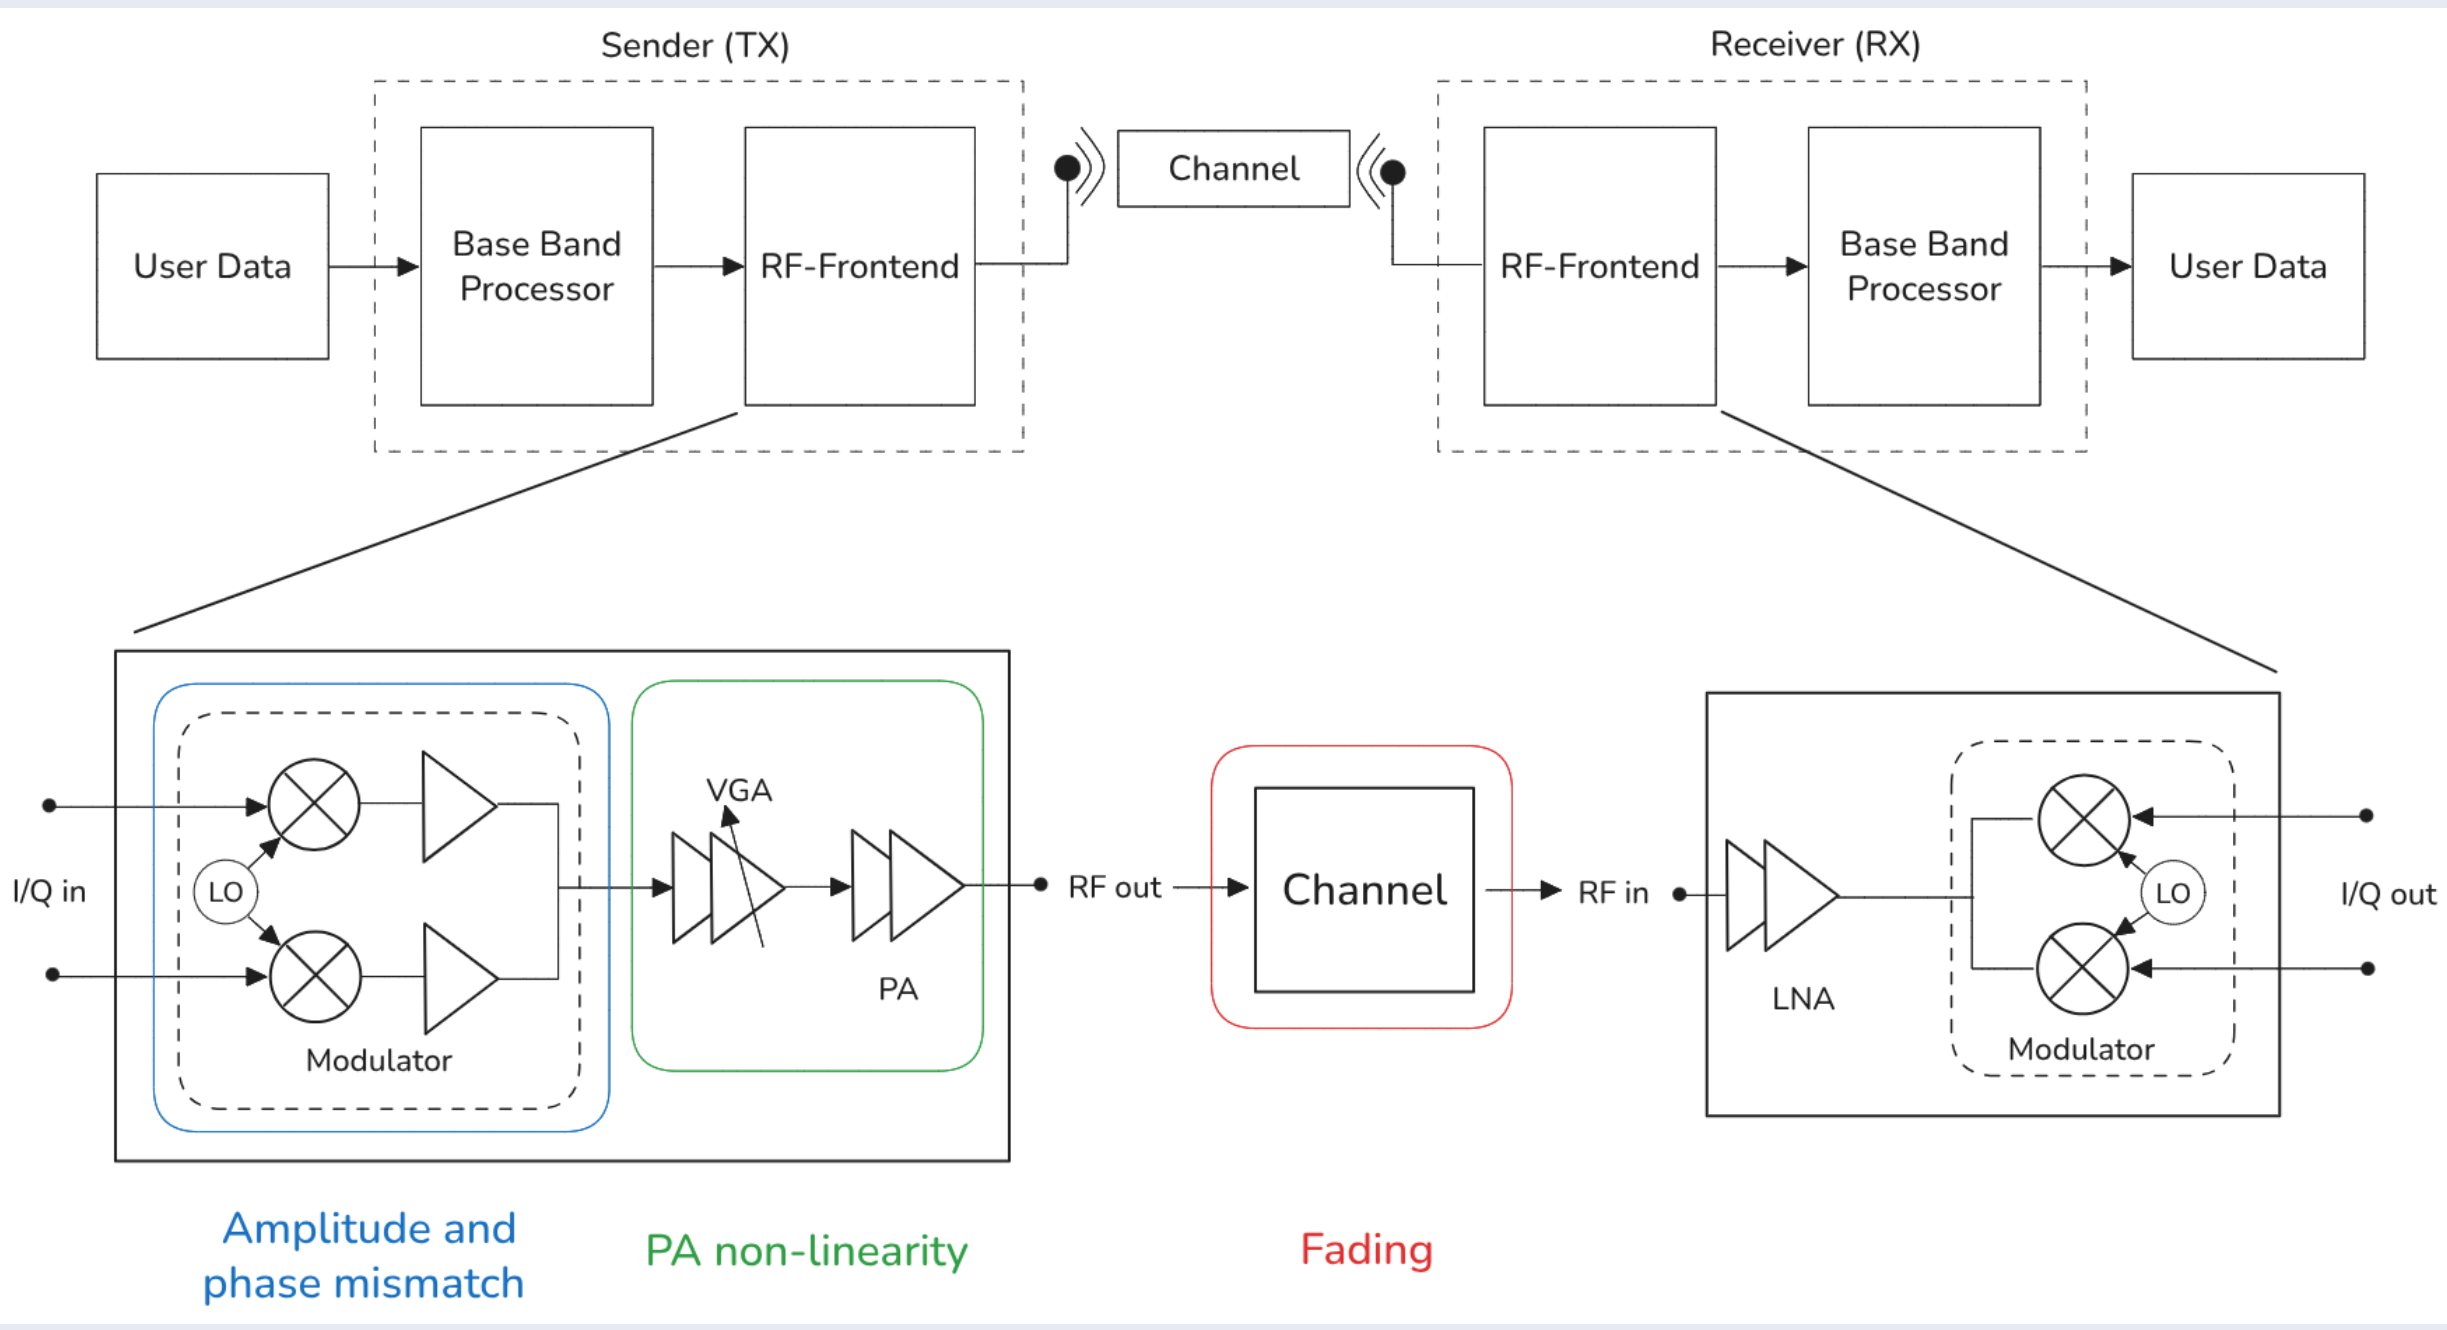 Sender (TX)
Receiver (RX)
User Data
Base Band
Processor
RF-Frontend
Channel
RF-Frontend
Base Band
Processor
User Data
I/Q in
LO
Modulator
VGA
PA
RF out
Channel
RF in
LNA
LO
Modulator
I/Q out
Amplitude and
phase mismatch
PA non-linearity
Fading